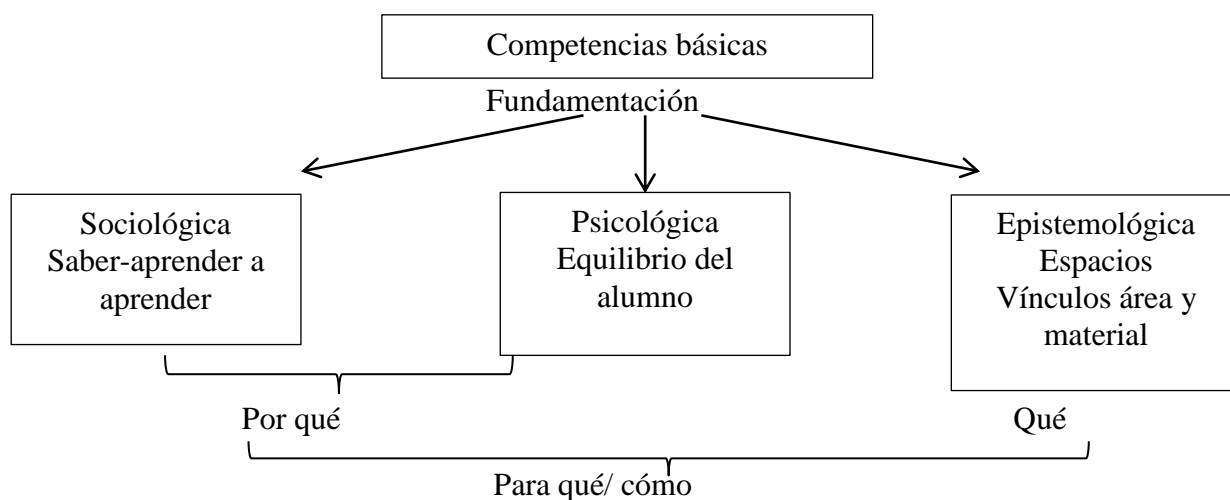 Competencias básicas
Fundamentación
Sociológica
Saber-aprender a
aprender
Psicológica
Equilibrio del
alumno
Epistemológica
Espacios
Vínculos área y
material
Por qué
Qué
Para qué/ cómo